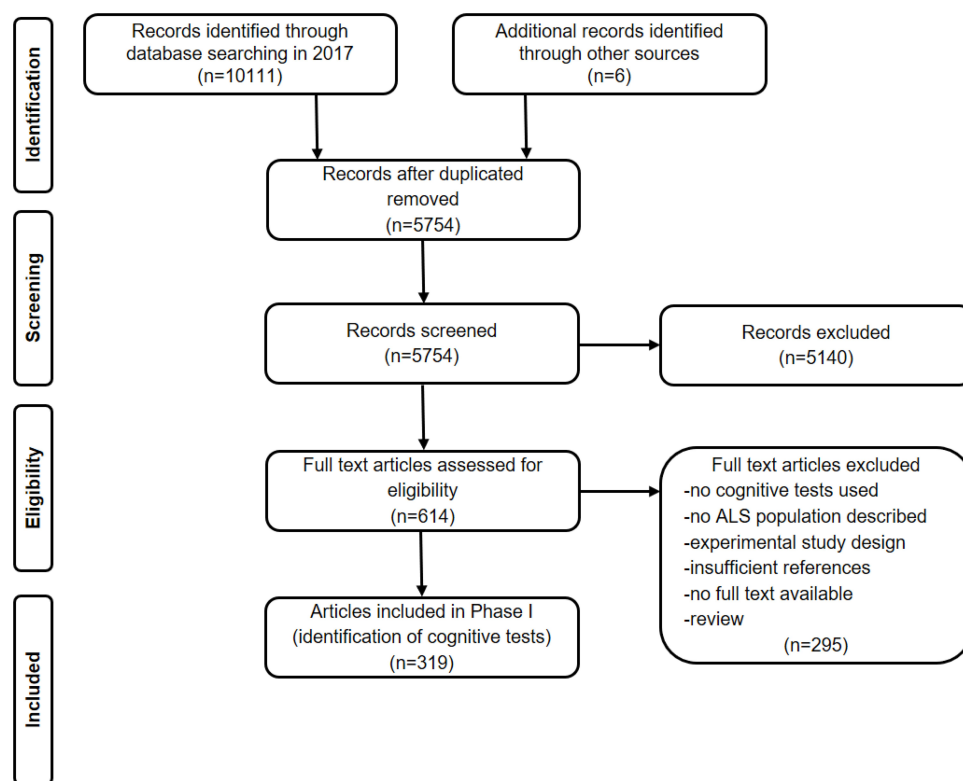 Identification
Records identified through
database searching in 2017
(n=10111)
Additional records identified
through other sources
(n=6)
Records after duplicated
removed
(n=5754)
Screening
Records screened
(n=5754)
Records excluded
(n=5140)
Eligibility
Full text articles assessed for
eligibility
(n=614)
Full text articles excluded
-no cognitive tests used
-no ALS population described
-experimental study design
-insufficient references
-no full text available
-review
(n=295)
Included
Articles included in Phase I
(identification of cognitive tests)
(n=319)